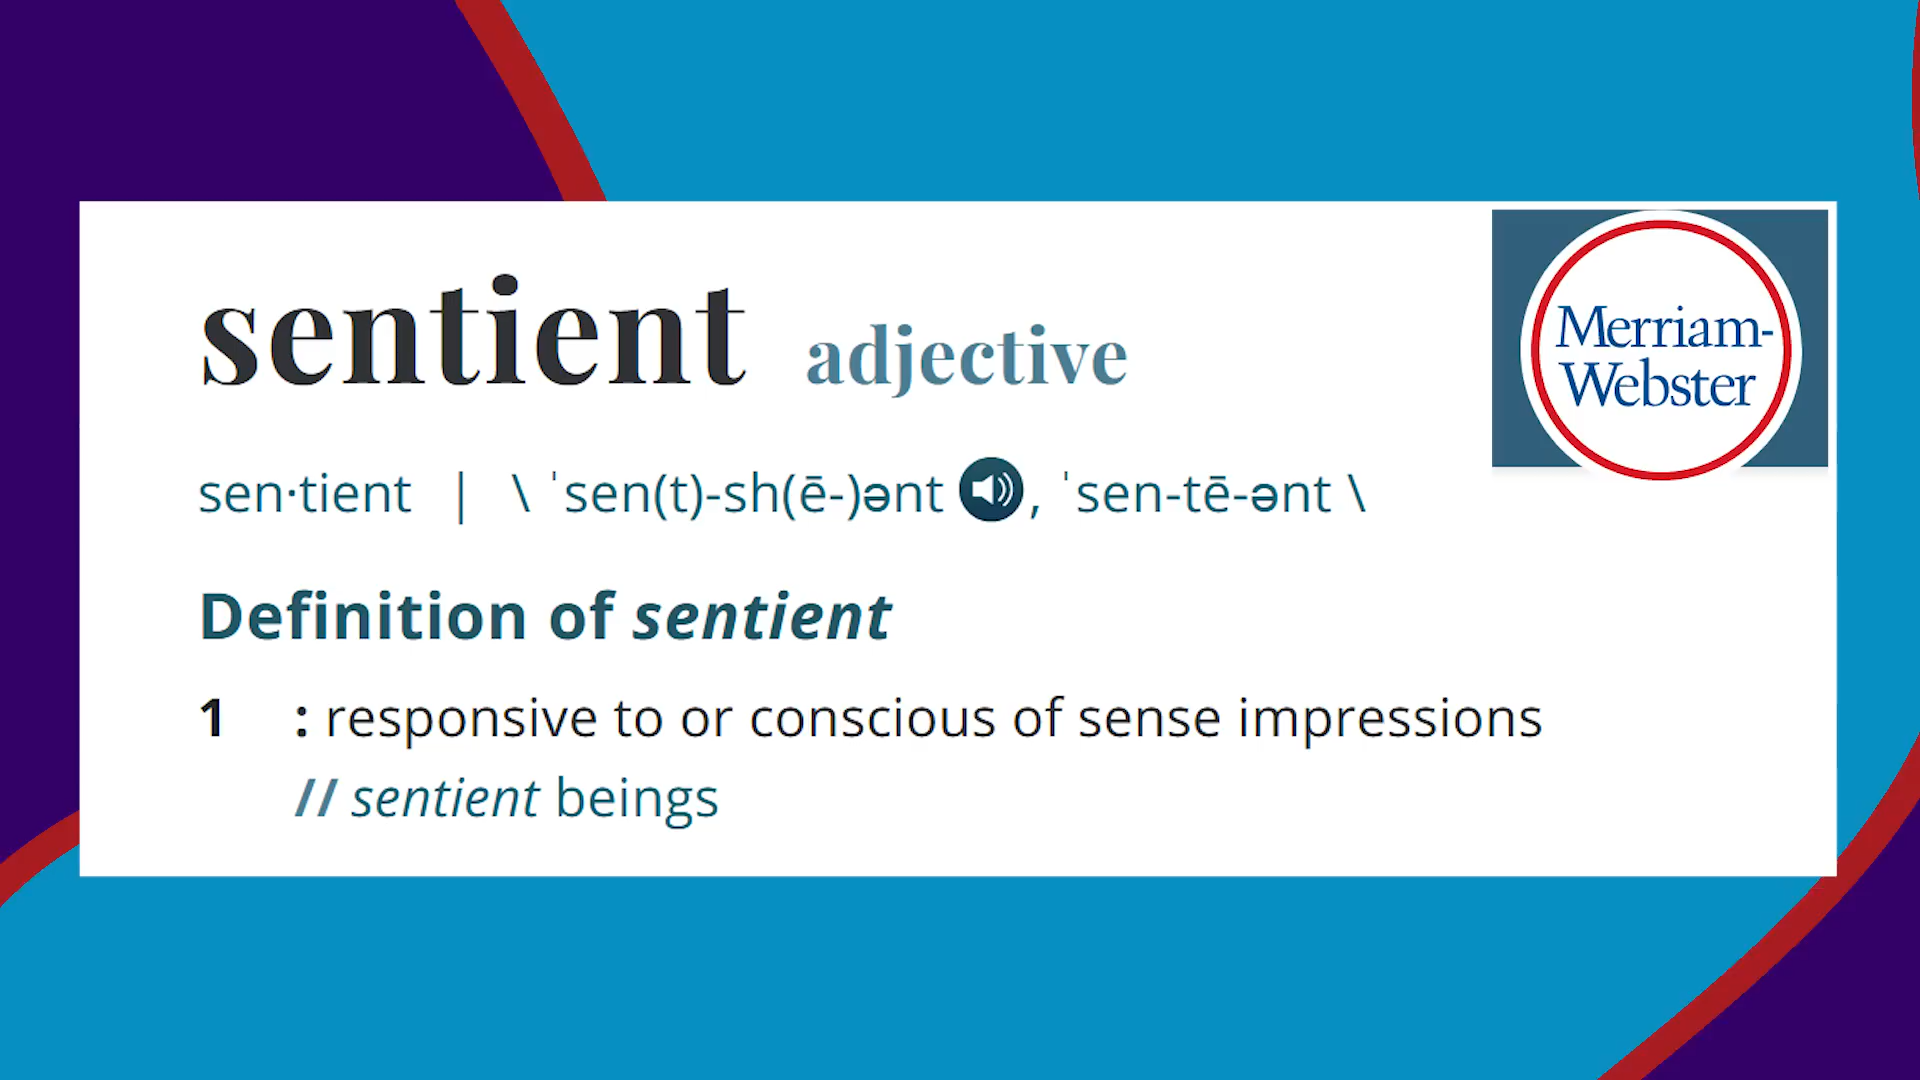 sentient adjective
Merriam-
Webster
sen·tient | \ ˈsen(t)-sh(ē-)ənt , ˈsen-tē-ənt \
Definition of sentient
1 : responsive to or conscious of sense impressions
// sentient beings